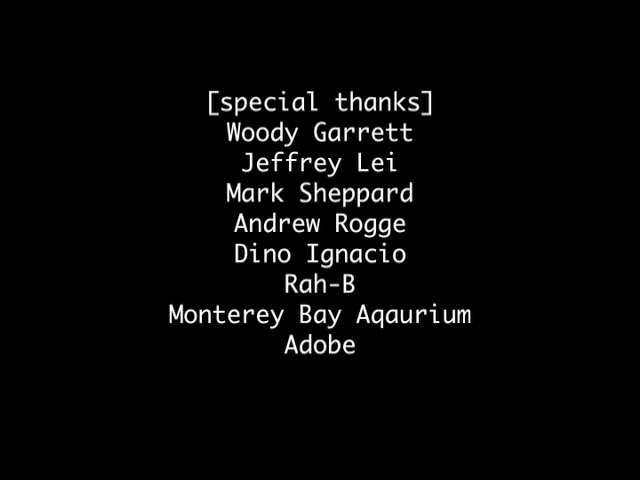 [special thanks]
Woody Garrett
Jeffrey Lei
Mark Sheppard
Andrew Rogge
Dino Ignacio
Rah-B
Monterey Bay Aqaurium
Adobe